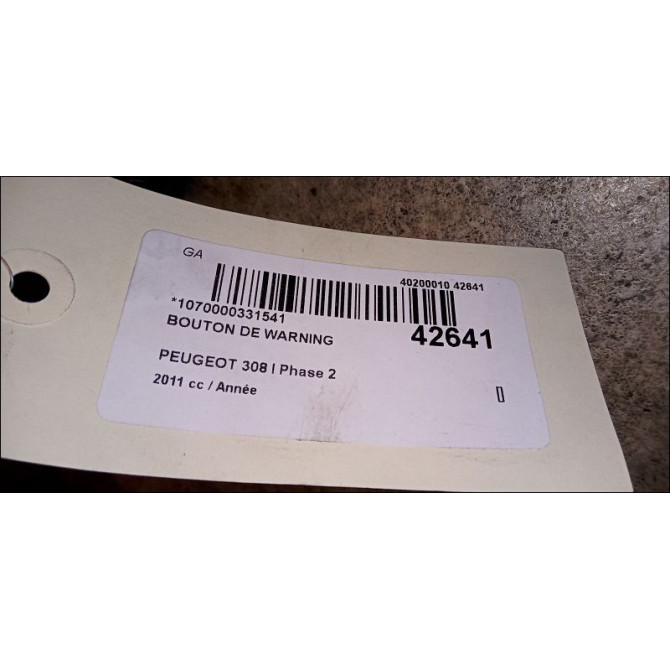 GA
40200010 42641
*1070000331541
42641
BOUTON DE WARNING
PEUGEOT 308 I Phase 2
2011 cc / Année